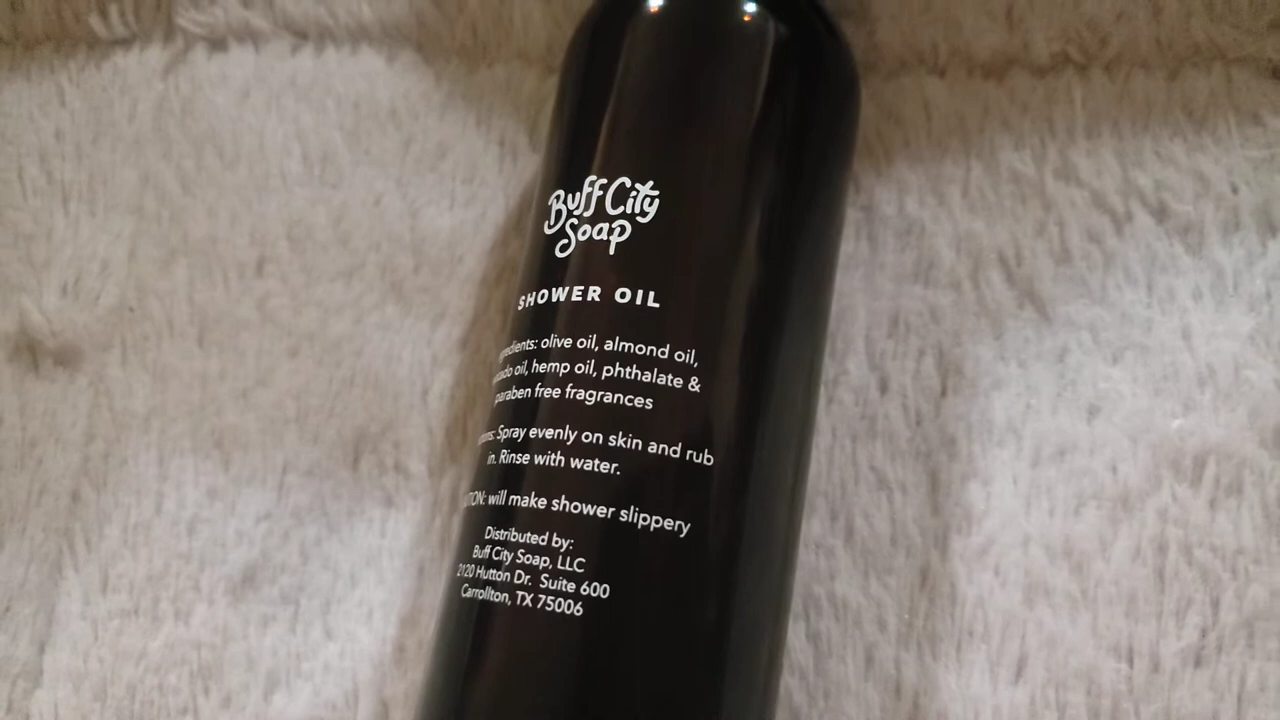 Buff City
Soap
SHOWER OIL
olive oil, almond oil,
oil, hemp oil, phthalate &
paraben free fragrances
Spray evenly on skin and rub
in. Rinse with water.
will make shower slippery
Distributed by:
Buff City Soap, LLC
2120 Hutton Dr. Suite 600
Carrollton, TX 75006